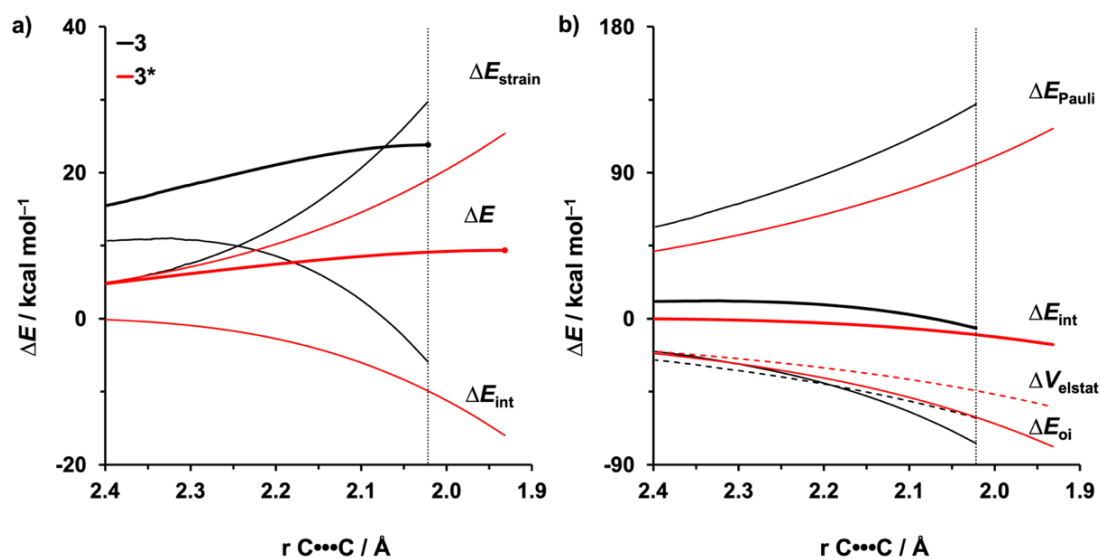 a)
3
3*
ΔE / kcal mol⁻¹
40
20
0
-20
2.4 2.3 2.2 2.1 2.0 1.9
r C•••C / Å
ΔEstrain
ΔE
ΔEint
b)
ΔE / kcal mol⁻¹
180
90
0
-90
2.4 2.3 2.2 2.1 2.0 1.9
r C•••C / Å
ΔEPauli
ΔEint
ΔVelstat
ΔEoi